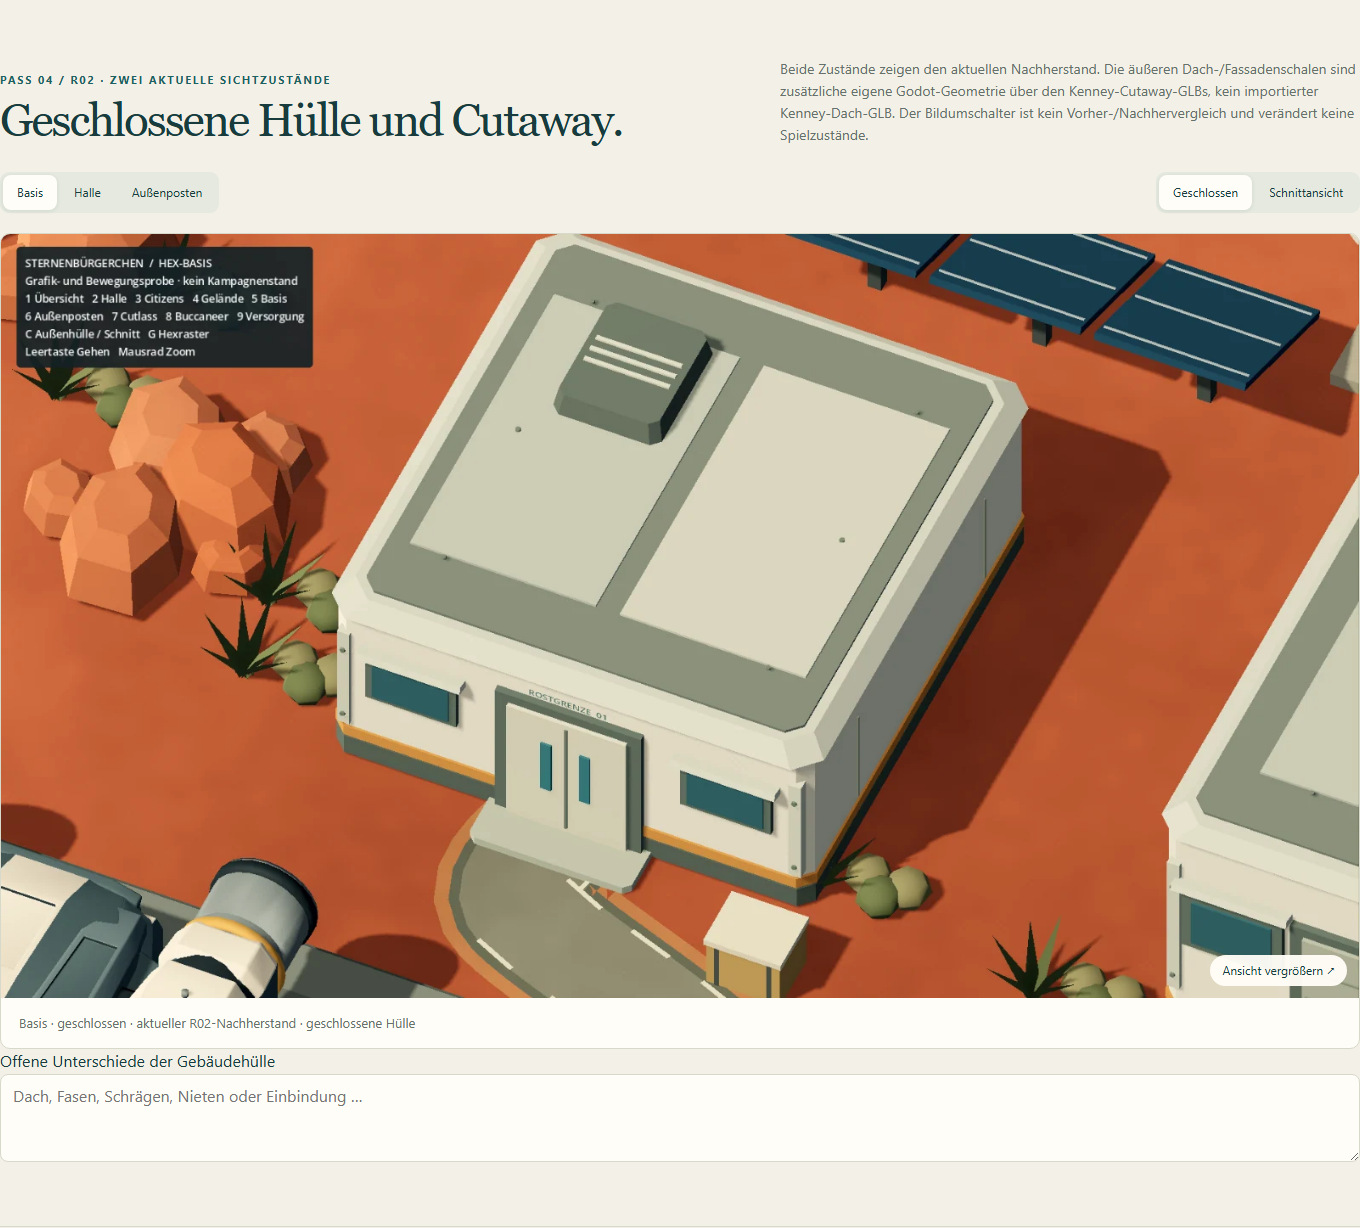 PASS 04 / R02 · ZWEI AKTUELLE SICHTZUSTÄNDE
Geschlossene Hülle und Cutaway.
Beide Zustände zeigen den aktuellen Nachherstand. Die äußeren Dach-/Fassadenschalen sind
zusätzliche eigene Godot-Geometrie über den Kenney-Cutaway-GLBs, kein importierter
Kenney-Dach-GLB. Der Bildumschalter ist kein Vorher-/Nachhervergleich und verändert keine
Spielzustände.
Basis Halle Außenposten
Geschlossen Schnittansicht
STERNENBÜRGERCHEN / HEX-BASIS
Grafik- und Bewegungsprobe · kein Kampagnenstand
1 Übersicht 2 Halle 3 Citizens 4 Gelände 5 Basis
6 Außenposten 7 Cutlass 8 Buccaneer 9 Versorgung
C Außenhülle / Schnitt G Hexraster
Leertaste Gehen Mausrad Zoom
ROSTGRENZE 01
Ansicht vergrößern ↗
Basis · geschlossen · aktueller R02-Nachherstand · geschlossene Hülle
Offene Unterschiede der Gebäudehülle
Dach, Fasen, Schrägen, Nieten oder Einbindung ...